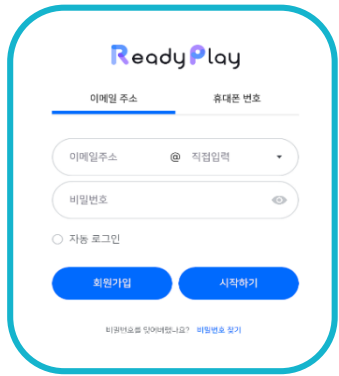 ReadyPlay
이메일 주소 휴대폰 번호
이메일주소 @ 직접입력
비밀번호
자동 로그인
회원가입 시작하기
비밀번호를 잊어버렸나요? 비밀번호 찾기